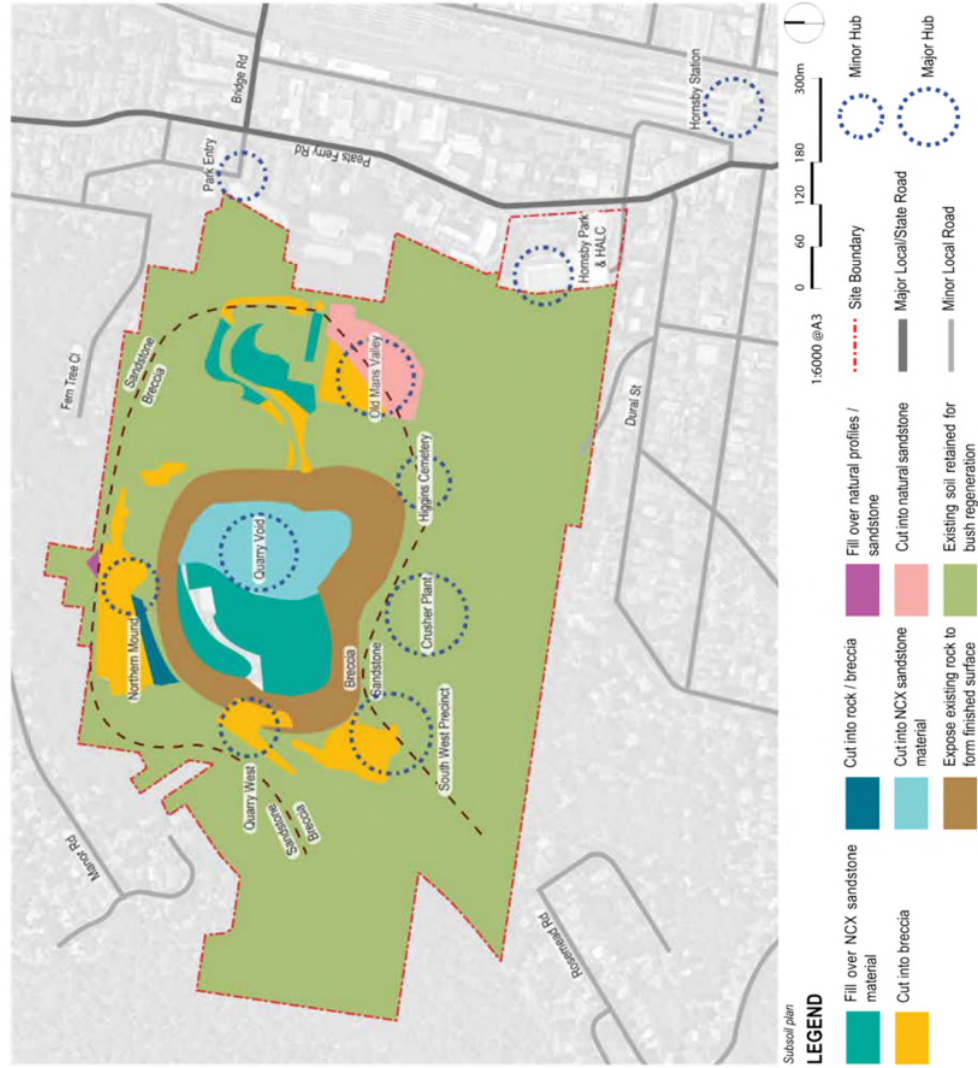 Manor Rd
Fern Tree Cl
Park Entry
Bridge Rd
Peats Ferry Rd
Northern Mound
Sandstone
Breccia
Quarry West
Sandstone
Breccia
Quarry Void
Old Mans Valley
Breccia
Sandstone
South West Precinct
Crusher Plant
Higgins Cemetery
Hornsby Park
& HALC
Hornsby Station
Rosemead Rd
Dural St
Subsoil plan
LEGEND
Fill over NCX sandstone
material
Cut into breccia
Cut into rock / breccia
Cut into NCX sandstone
material
Expose existing rock to
form finished surface
Fill over natural profiles /
sandstone
Cut into natural sandstone
Existing soil retained for
bush regeneration
1:6000 @A3
0 60 120 180 300m
Site Boundary
Major Local/State Road
Minor Local Road
Minor Hub
Major Hub